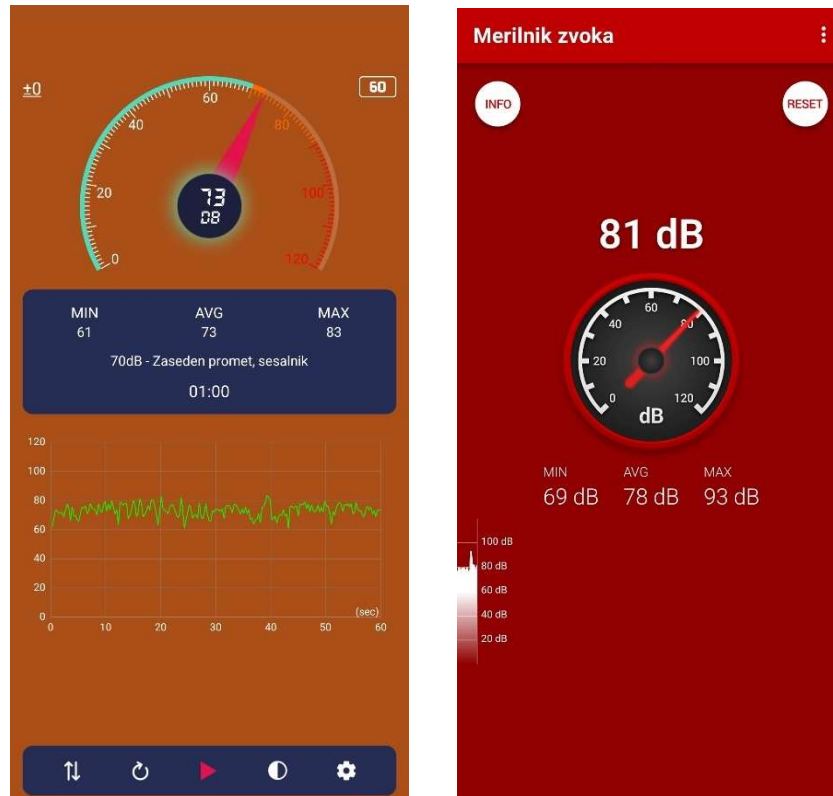 ±0
60
0
20
40
60
80
100
120
73
DB
MIN AVG MAX
61 73 83
70dB - Zaseden promet, sesalnik
01:00
120
100
80
60
40
20
0
(sec)
0 10 20 30 40 50 60
Merilnik zvoka
INFO
RESET
81 dB
0
20
40
60
80
100
120
dB
MIN AVG MAX
69 dB 78 dB 93 dB
100 dB
80 dB
60 dB
40 dB
20 dB